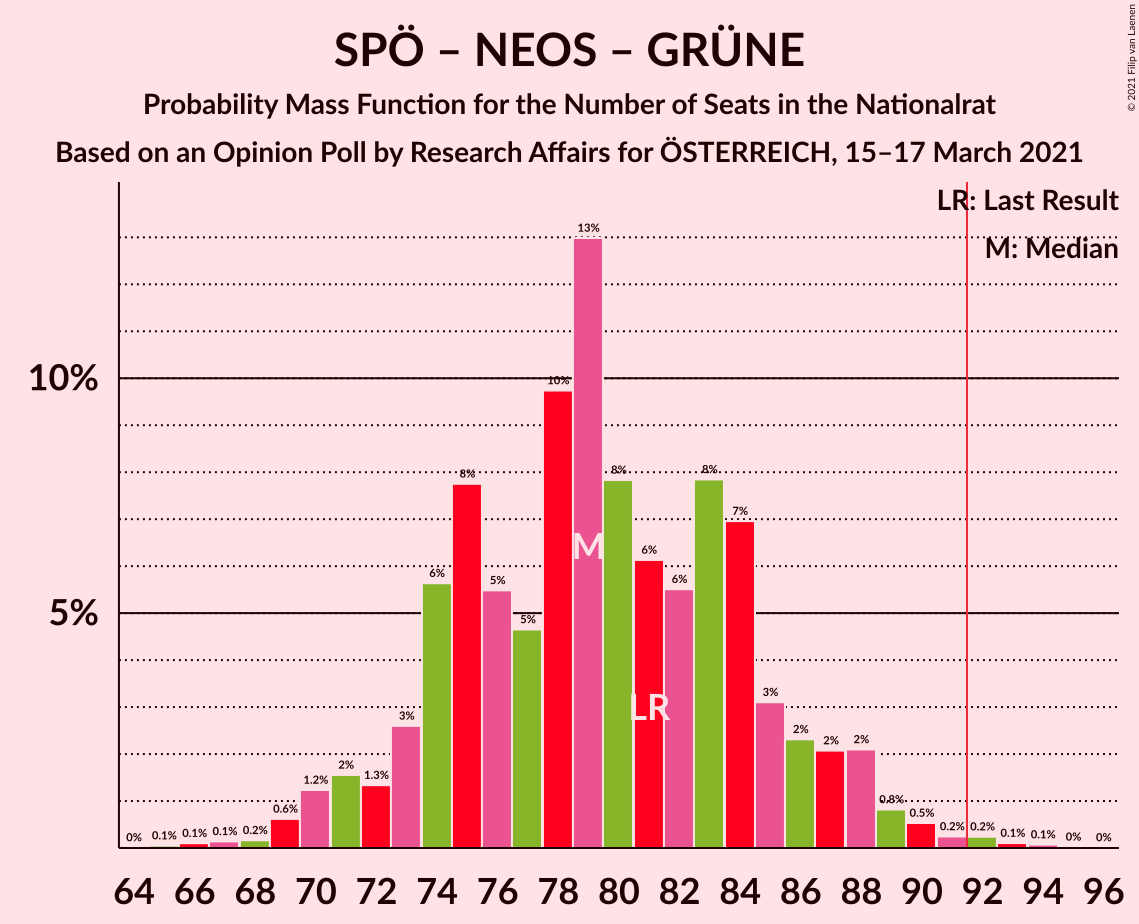 SPÖ – NEOS – GRÜNE
Probability Mass Function for the Number of Seats in the Nationalrat
Based on an Opinion Poll by Research Affairs for ÖSTERREICH, 15–17 March 2021
© 2021 Filip van Laenen
LR: Last Result
M: Median
10%
5%
0% 0.1% 0.1% 0.1% 0.2% 0.6% 1.2% 2% 1.3% 3% 6% 8% 5% 5% 10% 13% 8% 6% 6% 8% 7% 3% 2% 2% 2% 0.8% 0.5% 0.2% 0.2% 0.1% 0.1% 0% 0%
M
LR
64 66 68 70 72 74 76 78 80 82 84 86 88 90 92 94 96